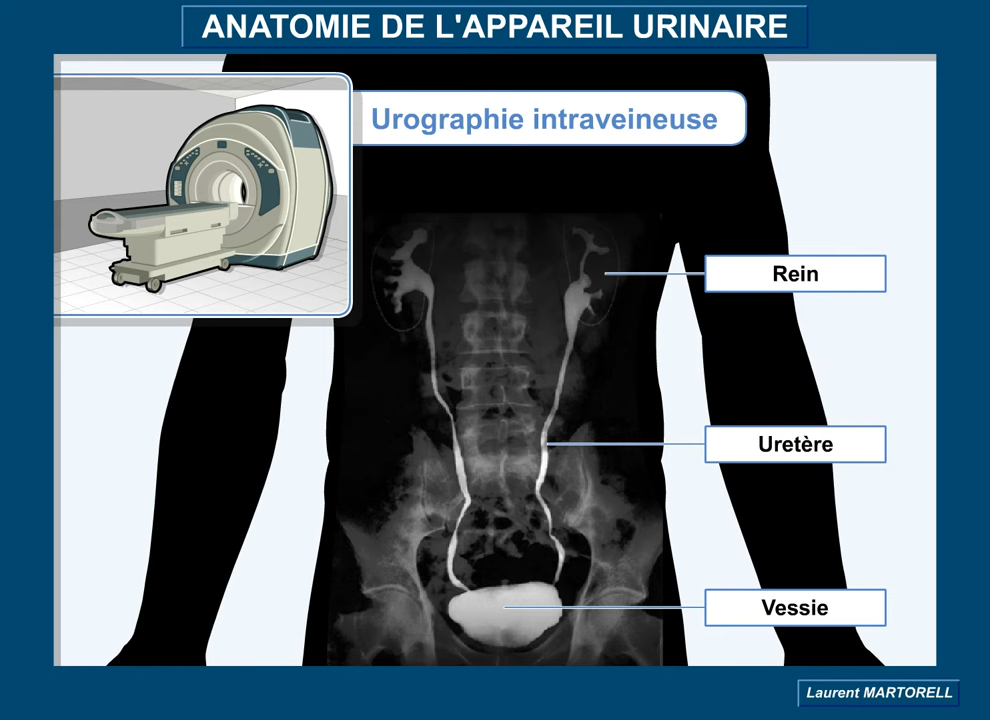 ANATOMIE DE L'APPAREIL URINAIRE
Urographie intraveineuse
Rein
Uretère
Vessie
Laurent MARTORELL